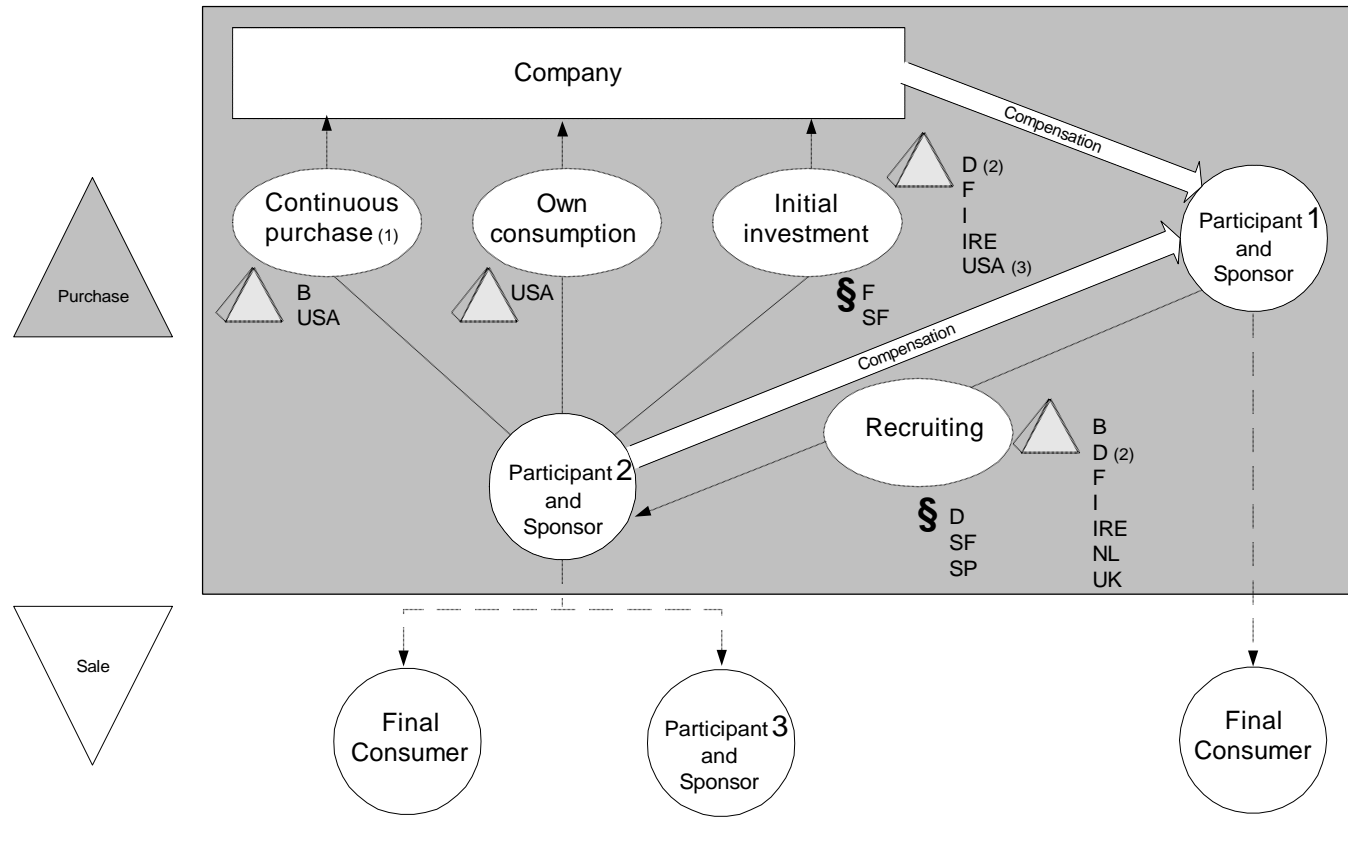 Company
Compensation
Continuous
purchase (1)
Own
consumption
Initial
investment
D (2)
F
I
IRE
USA (3)
Participant 1
and
Sponsor
Purchase
B
USA
USA
§ F
SF
Compensation
Recruiting
B
D (2)
F
I
IRE
NL
UK
Participant 2
and
Sponsor
§ D
SF
SP
Sale
Final
Consumer
Participant 3
and
Sponsor
Final
Consumer